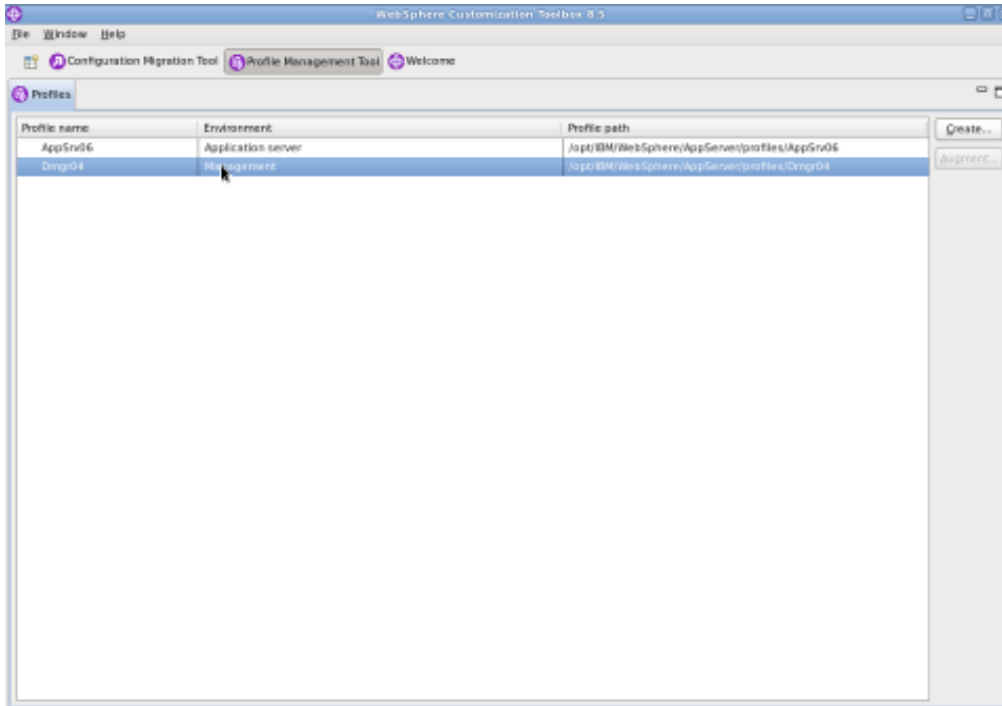 WebSphere Customization Toolbox 8.5
File Window Help
Configuration Migration Tool Profile Management Tool Welcome
Profiles
Profile name Environment Profile path Create...
AppSrv06 Application server /opt/IBM/WebSphere/AppServer/profiles/AppSrv06
Dmgr04 Management /opt/IBM/WebSphere/AppServer/profiles/Dmgr04 Augment...